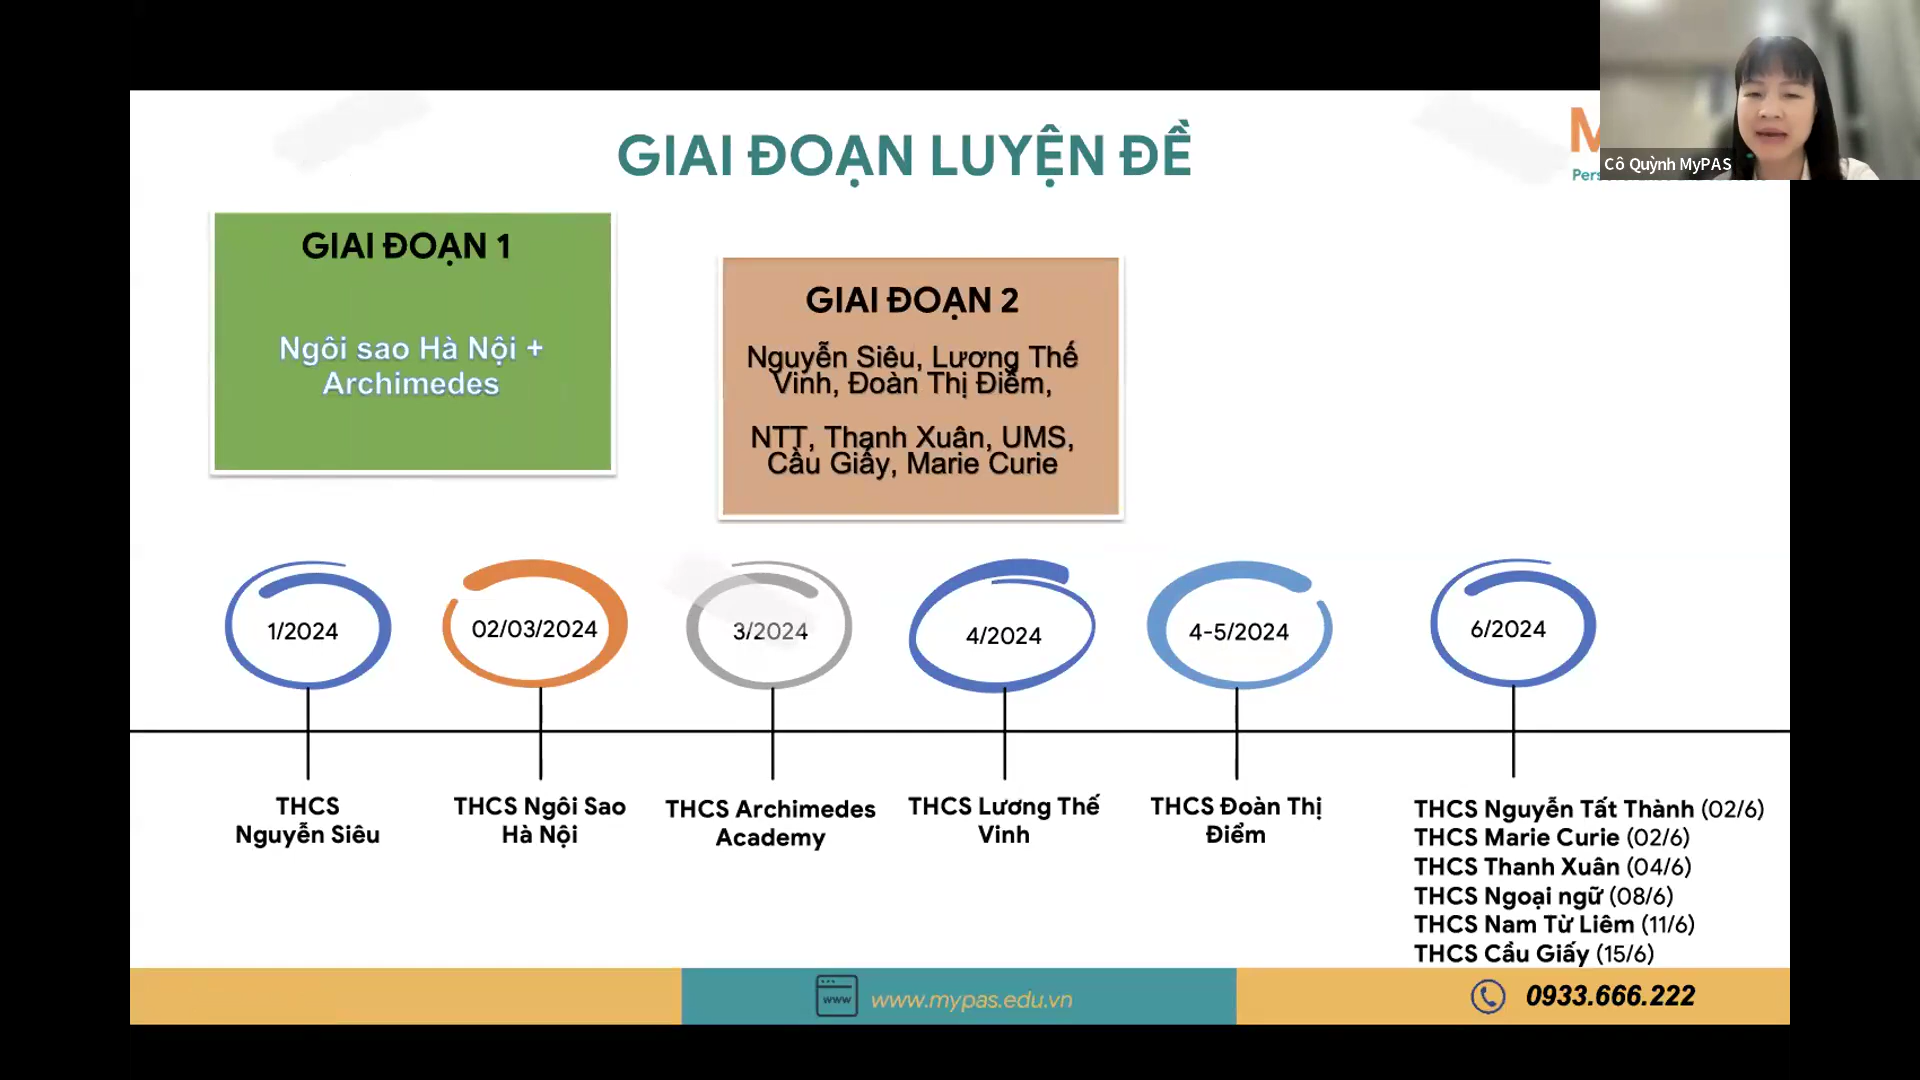 GIAI ĐOẠN LUYỆN ĐỀ
Cô Quỳnh MyPAS
GIAI ĐOẠN 1
Ngôi sao Hà Nội +
Archimedes
GIAI ĐOẠN 2
Nguyễn Siêu, Lương Thế
Vinh, Đoàn Thị Điểm,
NTT, Thanh Xuân, UMS,
Cầu Giấy, Marie Curie
1/2024
02/03/2024
3/2024
4/2024
4-5/2024
6/2024
THCS
Nguyễn Siêu
THCS Ngôi Sao
Hà Nội
THCS Archimedes
Academy
THCS Lương Thế
Vinh
THCS Đoàn Thị
Điểm
THCS Nguyễn Tất Thành (02/6)
THCS Marie Curie (02/6)
THCS Thanh Xuân (04/6)
THCS Ngoại ngữ (08/6)
THCS Nam Từ Liêm (11/6)
THCS Cầu Giấy (15/6)
www
www.mypas.edu.vn
0933.666.222